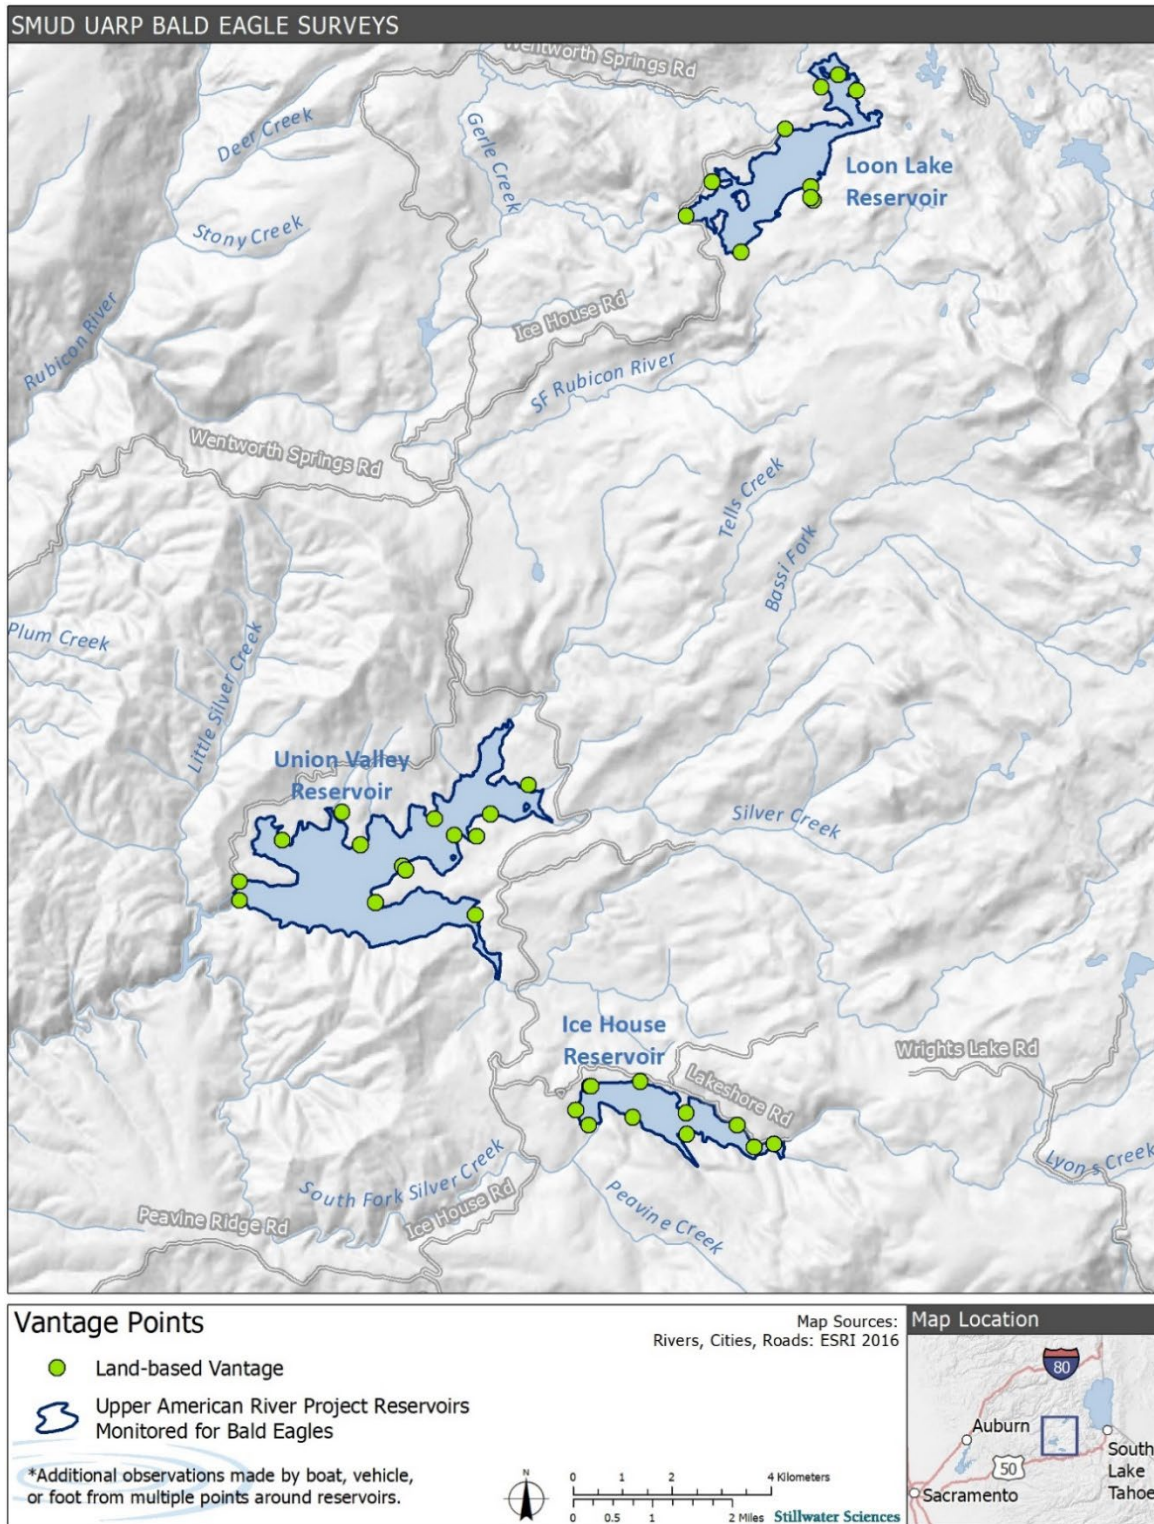 SMUD UARP BALD EAGLE SURVEYS
Wentworth Springs Rd
Deer Creek
Gerle Creek
Loon Lake
Reservoir
Stony Creek
Ice House Rd
Rubicon River
SF Rubicon River
Wentworth Springs Rd
Tells Creek
Bassi Fork
Plum Creek
Little Silver Creek
Union Valley
Reservoir
Silver Creek
Ice House
Reservoir
Wrights Lake Rd
Lakeshore Rd
Lyons Creek
South Fork Silver Creek
Ice House Rd
Peavine Creek
Peavine Ridge Rd
Vantage Points
Land-based Vantage
Upper American River Project Reservoirs
Monitored for Bald Eagles
*Additional observations made by boat, vehicle,
or foot from multiple points around reservoirs.
Map Sources:
Rivers, Cities, Roads: ESRI 2016
N
0 1 2 4 Kilometers
0 0.5 1 2 Miles
Stillwater Sciences
Map Location
80
Auburn
50
South
Lake
Tahoe
Sacramento